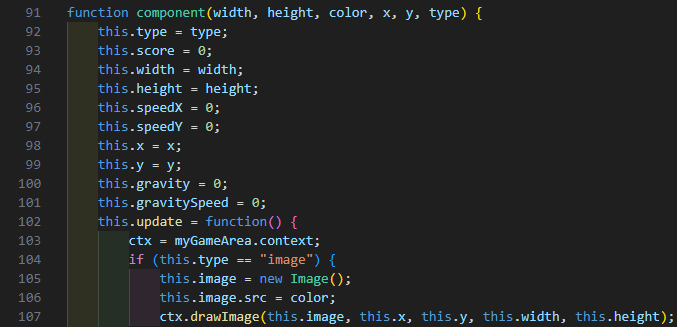 91 function component(width, height, color, x, y, type) {
92     this.type = type;
93     this.score = 0;
94     this.width = width;
95     this.height = height;
96     this.speedX = 0;
97     this.speedY = 0;
98     this.x = x;
99     this.y = y;
100     this.gravity = 0;
101     this.gravitySpeed = 0;
102     this.update = function() {
103         ctx = myGameArea.context;
104         if (this.type == "image") {
105             this.image = new Image();
106             this.image.src = color;
107             ctx.drawImage(this.image, this.x, this.y, this.width, this.height);